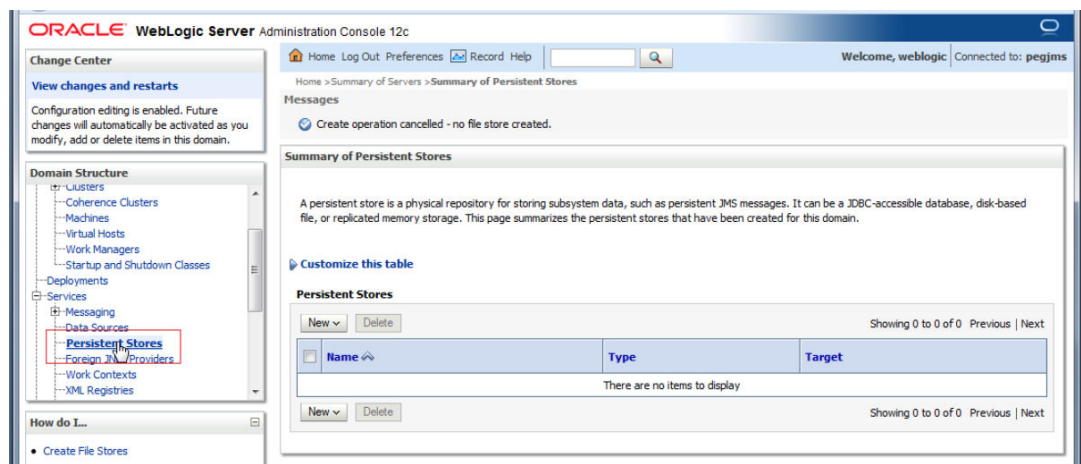 ORACLE WebLogic Server Administration Console 12c
Change Center
View changes and restarts
Configuration editing is enabled. Future
changes will automatically be activated as you
modify, add or delete items in this domain.
Domain Structure
Clusters
Coherence Clusters
Machines
Virtual Hosts
Work Managers
Startup and Shutdown Classes
Deployments
Services
Messaging
Data Sources
Persistent Stores
Foreign JMS Providers
Work Contexts
XML Registries
How do I...
Create File Stores
Home Log Out Preferences Record Help
Welcome, weblogic Connected to: pegjms
Home >Summary of Servers >Summary of Persistent Stores
Messages
Create operation cancelled - no file store created.
Summary of Persistent Stores
A persistent store is a physical repository for storing subsystem data, such as persistent JMS messages. It can be a JDBC-accessible database, disk-based
file, or replicated memory storage. This page summarizes the persistent stores that have been created for this domain.
Customize this table
Persistent Stores
New Delete Showing 0 to 0 of 0 Previous | Next
Name Type Target
There are no items to display
New Delete Showing 0 to 0 of 0 Previous | Next